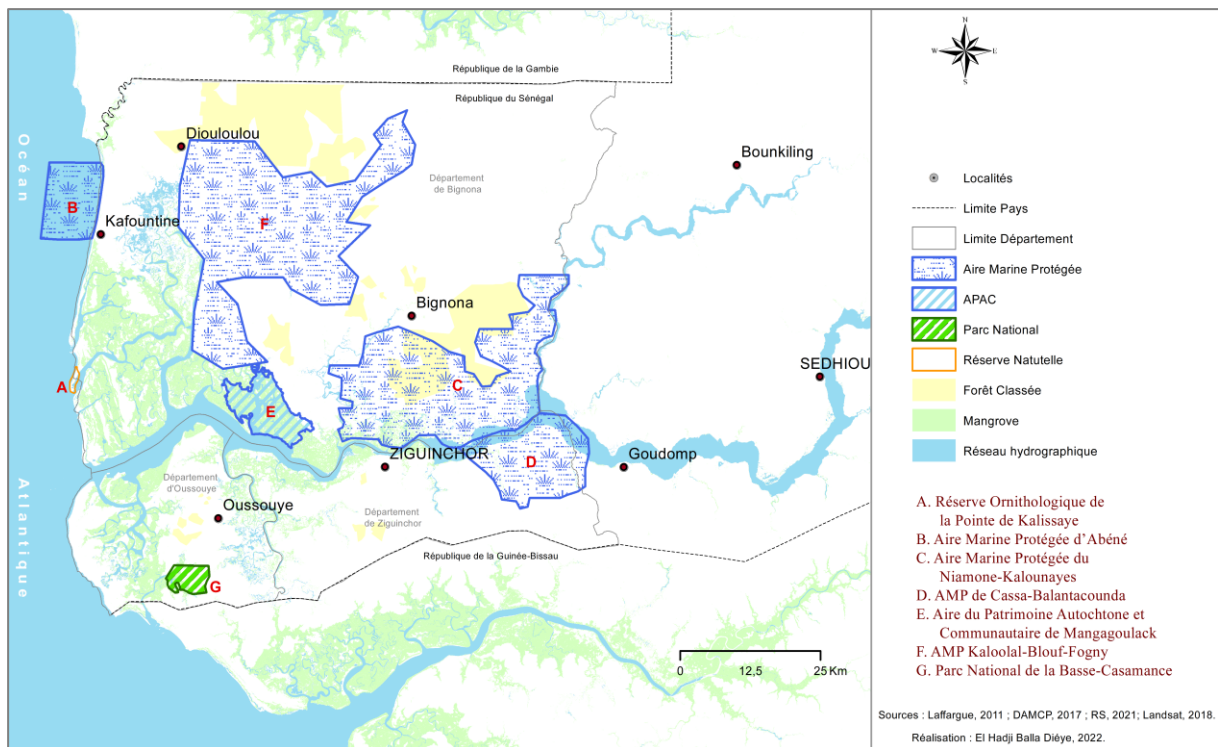 N
W E
S
République de la Gambie
République du Sénégal
Océan
Atlantique
Diouloulou
Bounkiling
Département
de Bignona
B
F
Kafountine
Bignona
SEDHIOU
A
C
E
ZIGUINCHOR
D
Goudomp
Département
d'Oussouye
Oussouye
Département
de Ziguinchor
République de la Guinée-Bissau
G
0 12,5 25 Km
Localités
Limite Pays
Limite Département
Aire Marine Protégée
APAC
Parc National
Réserve Natutelle
Forêt Classée
Mangrove
Réseau hydrographique
A. Réserve Ornithologique de
la Pointe de Kalissaye
B. Aire Marine Protégée d'Abéné
C. Aire Marine Protégée du
Niamone-Kalounayes
D. AMP de Cassa-Balantacounda
E. Aire du Patrimoine Autochtone et
Communautaire de Mangagoulack
F. AMP Kaloolal-Blouf-Fogny
G. Parc National de la Basse-Casamance
Sources : Laffargue, 2011 ; DAMCP, 2017 ; RS, 2021; Landsat, 2018.
Réalisation : El Hadji Balla Diéye, 2022.